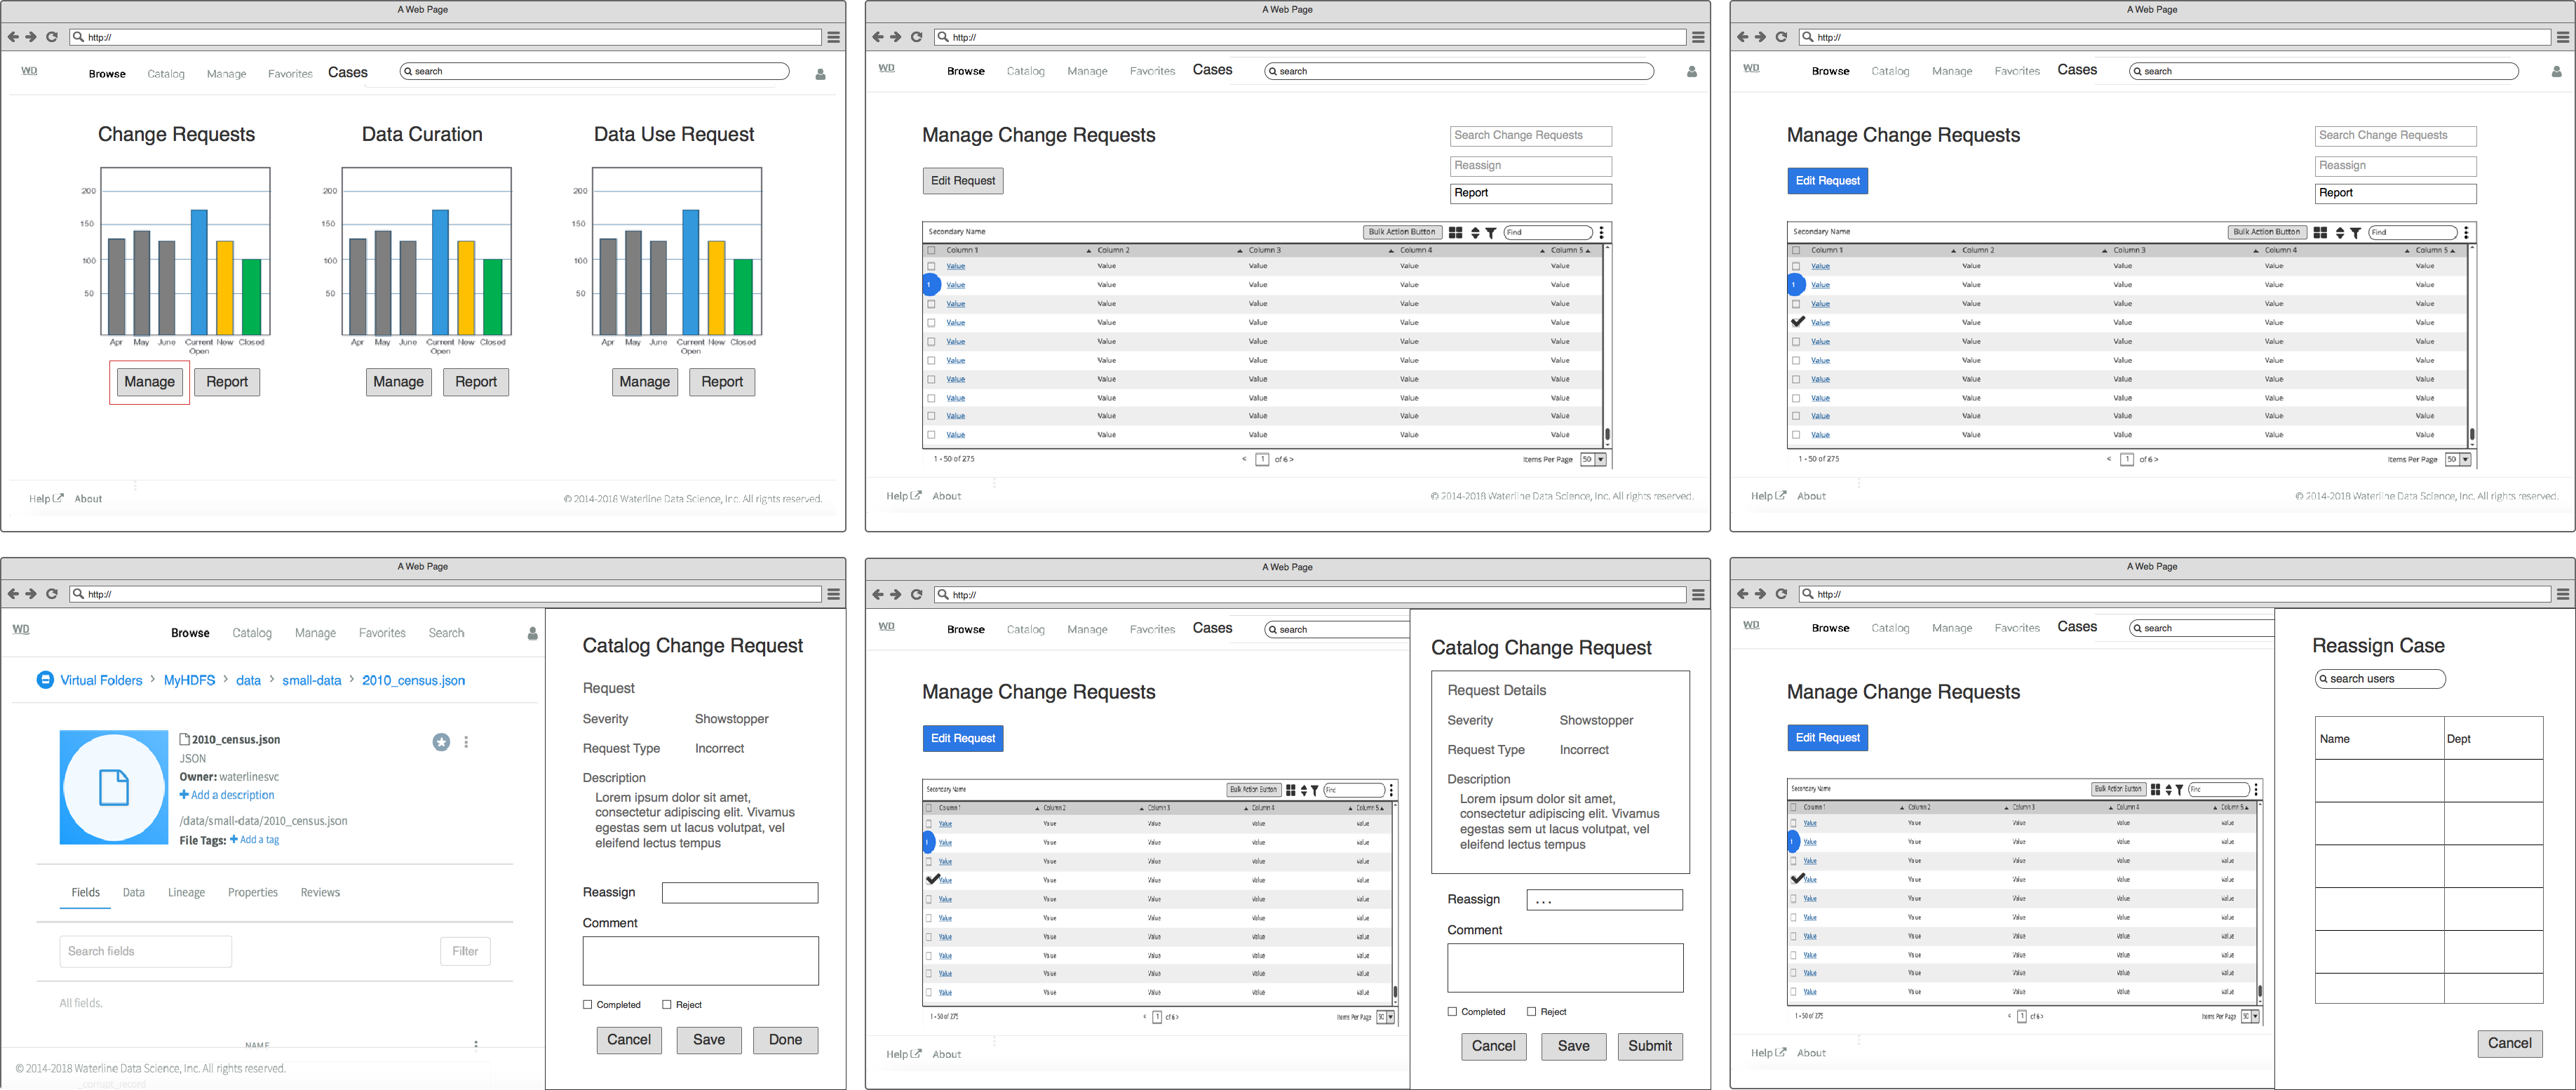 A Web Page
http://
WD Browse Catalog Manage Favorites Cases search
Change Requests Data Curation Data Use Request
200 200 200
150 150 150
100 100 100
50 50 50
Apr May June Current Open New Closed Apr May June Current Open New Closed Apr May June Current Open New Closed
Manage Report Manage Report Manage Report
Help About © 2014-2018 Waterline Data Science, Inc. All rights reserved.
A Web Page
http://
WD Browse Catalog Manage Favorites Cases search
Manage Change Requests
Search Change Requests
Reassign
Edit Request
Report
Secondary Name Bulk Action Button Find
Column 1 Column 2 Column 3 Column 4 Column 5
Value Value Value Value Value
1 Value Value Value Value Value
Value Value Value Value Value
Value Value Value Value Value
Value Value Value Value Value
Value Value Value Value Value
Value Value Value Value Value
Value Value Value Value Value
Value Value Value Value Value
Value Value Value Value Value
1 - 50 of 275 < 1 of 6 > Items Per Page 50
Help About © 2014-2018 Waterline Data Science, Inc. All rights reserved.
A Web Page
http://
WD Browse Catalog Manage Favorites Cases search
Manage Change Requests
Search Change Requests
Reassign
Edit Request
Report
Secondary Name Bulk Action Button Find
Column 1 Column 2 Column 3 Column 4 Column 5
Value Value Value Value Value
1 Value Value Value Value Value
Value Value Value Value Value
Value Value Value Value Value
Value Value Value Value Value
Value Value Value Value Value
Value Value Value Value Value
Value Value Value Value Value
Value Value Value Value Value
Value Value Value Value Value
1 - 50 of 275 < 1 of 6 > Items Per Page 50
Help About © 2014-2018 Waterline Data Science, Inc. All rights reserved.
A Web Page
http://
WD Browse Catalog Manage Favorites Search
Virtual Folders > MyHDFS > data > small-data > 2010_census.json
2010_census.json
JSON
Owner: waterlinesvc
+ Add a description
/data/small-data/2010_census.json
File Tags: + Add a tag
Fields Data Lineage Properties Reviews
Search fields Filter
All fields.
NAME
© 2014-2018 Waterline Data Science, Inc. All rights reserved.
_corrupt_record
Catalog Change Request
Request
Severity Showstopper
Request Type Incorrect
Description
Lorem ipsum dolor sit amet,
consectetur adipiscing elit. Vivamus
egestas sem ut lacus volutpat, vel
eleifend lectus tempus
Reassign
Comment
Completed Reject
Cancel Save Done
A Web Page
http://
WD Browse Catalog Manage Favorites Cases search
Manage Change Requests
Edit Request
Secondary Name Bulk Action Button Find
Column 1 Column 2 Column 3 Column 4 Column 5
Value Value Value Value Value
1 Value Value Value Value Value
Value Value Value Value Value
Value Value Value Value Value
Value Value Value Value Value
Value Value Value Value Value
Value Value Value Value Value
Value Value Value Value Value
Value Value Value Value Value
Value Value Value Value Value
1 - 50 of 275 < 1 of 6 > Items Per Page 50
Help About
Catalog Change Request
Request Details
Severity Showstopper
Request Type Incorrect
Description
Lorem ipsum dolor sit amet,
consectetur adipiscing elit. Vivamus
egestas sem ut lacus volutpat, vel
eleifend lectus tempus
Reassign ...
Comment
Completed Reject
Cancel Save Submit
A Web Page
http://
WD Browse Catalog Manage Favorites Cases search
Manage Change Requests
Edit Request
Secondary Name Bulk Action Button Find
Column 1 Column 2 Column 3 Column 4 Column 5
Value Value Value Value Value
1 Value Value Value Value Value
Value Value Value Value Value
Value Value Value Value Value
Value Value Value Value Value
Value Value Value Value Value
Value Value Value Value Value
Value Value Value Value Value
Value Value Value Value Value
Value Value Value Value Value
1 - 50 of 275 < 1 of 6 > Items Per Page 50
Help About
Reassign Case
search users
Name Dept
Cancel